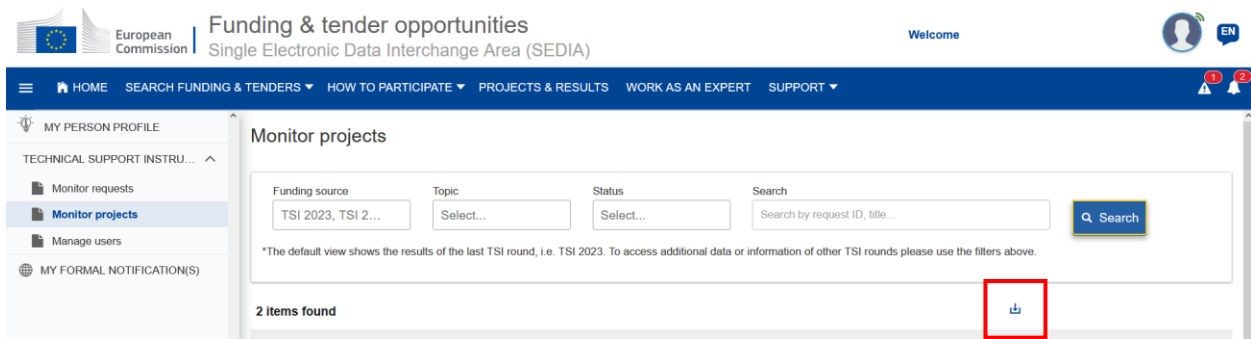 European
Commission
Funding & tender opportunities
Single Electronic Data Interchange Area (SEDIA)
Welcome
EN
HOME SEARCH FUNDING & TENDERS HOW TO PARTICIPATE PROJECTS & RESULTS WORK AS AN EXPERT SUPPORT
1
2
MY PERSON PROFILE
TECHNICAL SUPPORT INSTRU...
Monitor requests
Monitor projects
Manage users
MY FORMAL NOTIFICATION(S)
Monitor projects
Funding source Topic Status Search
TSI 2023, TSI 2... Select... Select... Search by request ID, title... Search
*The default view shows the results of the last TSI round, i.e. TSI 2023. To access additional data or information of other TSI rounds please use the filters above.
2 items found